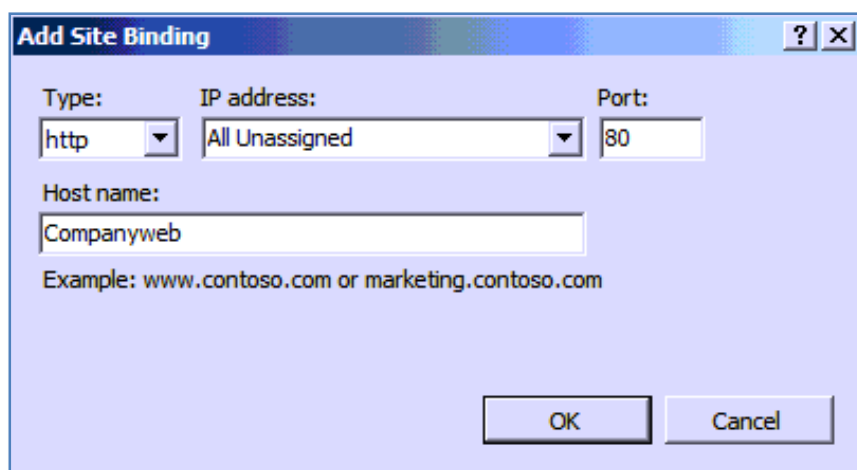 Add Site Binding
Type: IP address: Port:
http All Unassigned 80
Host name:
Companyweb
Example: www.contoso.com or marketing.contoso.com
OK Cancel